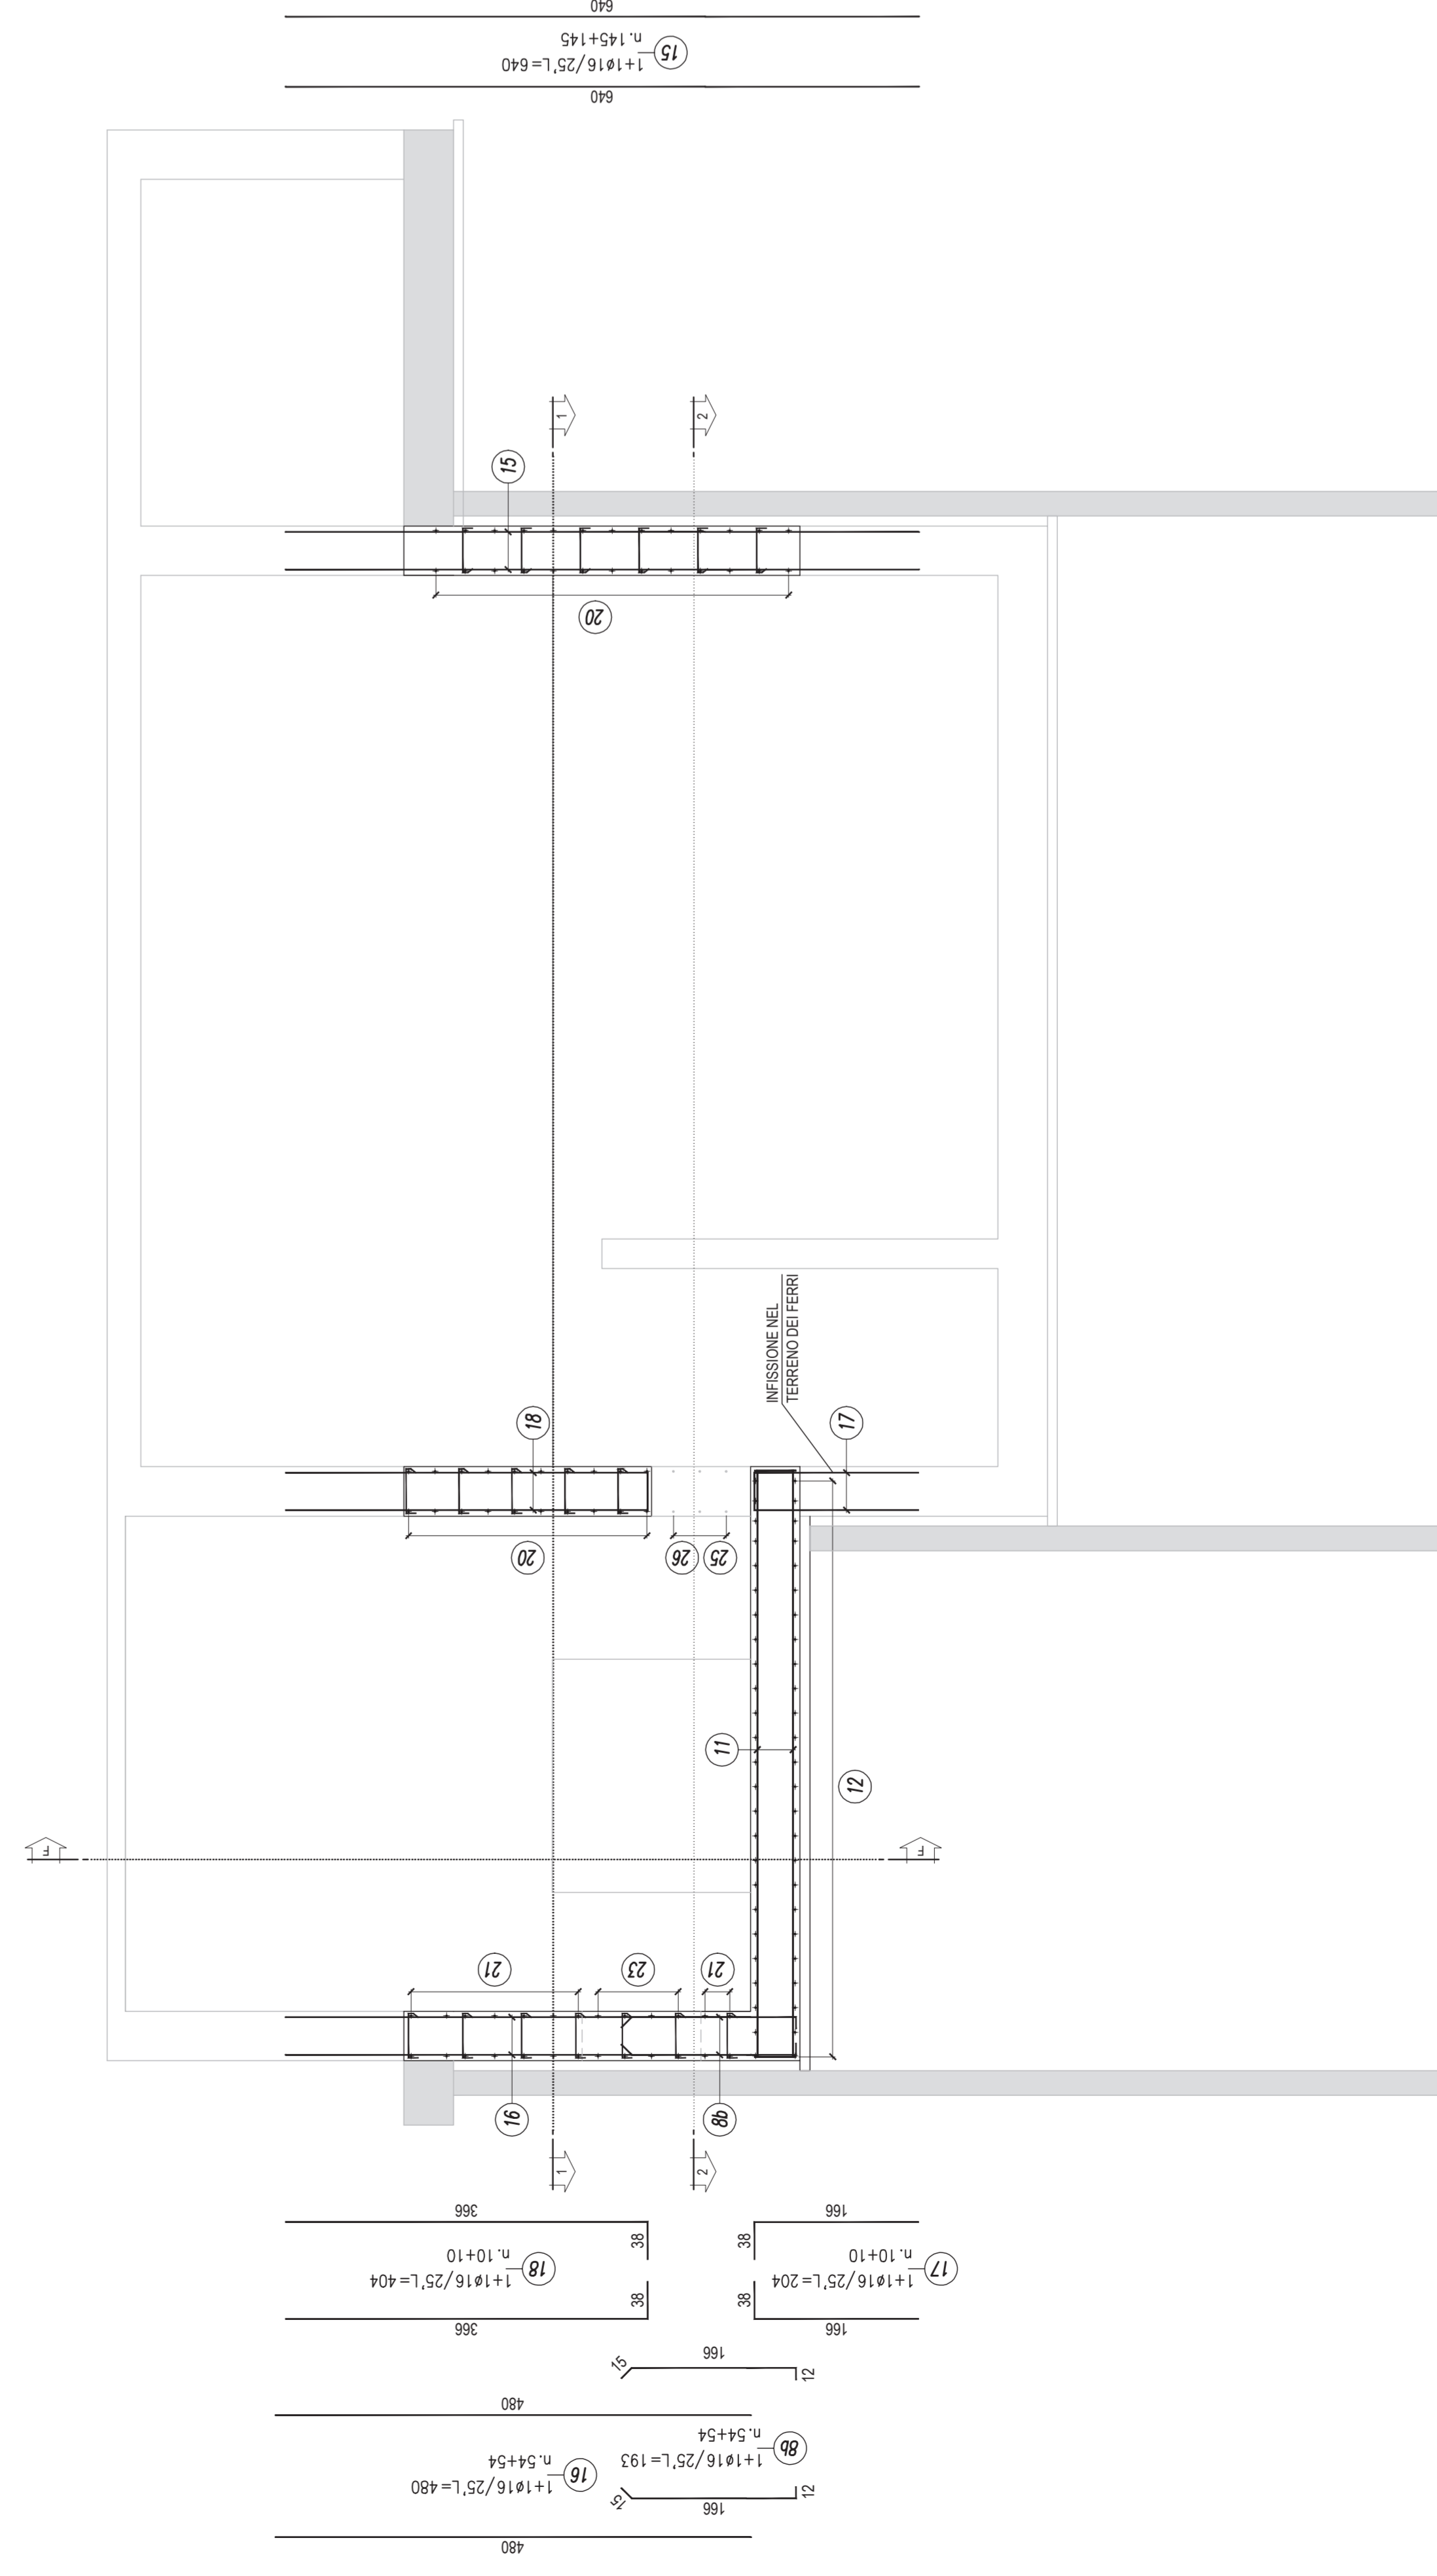 640
15
n.145+145
1+1ø16/25'L=640
640
1
2
15
20
INFISSIONE NEL
TERRENO DEI FERRI
18
17
20
26
25
11
12
F
F
21
23
21
16
8b
1
2
366
38
18
n.10+10
1+1ø16/25'L=404
38
366
166
38
17
n.10+10
1+1ø16/25'L=204
38
166
15
166
12
480
8b
n.54+54
1+1ø16/25'L=193
16
n.54+54
1+1ø16/25'L=480
15
166
12
480